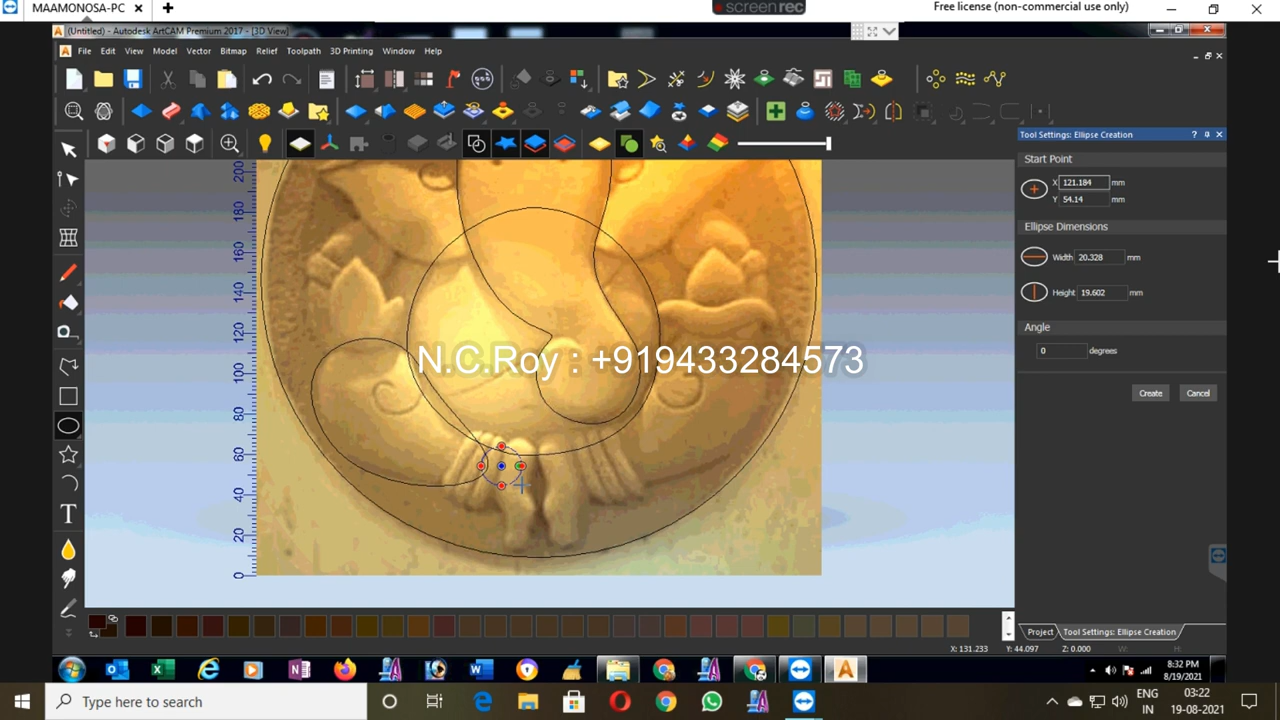 MAAMONOSA-PC
screenrec
Free license (non-commercial use only)
(Untitled) - Autodesk ArtCAM Premium 2017 - [3D View]
File Edit View Model Vector Bitmap Relief Toolpath 3D Printing Window Help
Tool Settings: Ellipse Creation
Start Point
X 121.184 mm
Y 54.14 mm
Ellipse Dimensions
Width 20.328 mm
Height 19.602 mm
Angle
0 degrees
Create Cancel
200
180
160
140
120
100
80
60
40
20
0
N.C.Roy : +919433284573
Project Tool Settings: Ellipse Creation
X: 131.233 Y: 44.097 Z: 0.000 W: H:
8:32 PM
8/19/2021
Type here to search
ENG
IN
03:22
19-08-2021